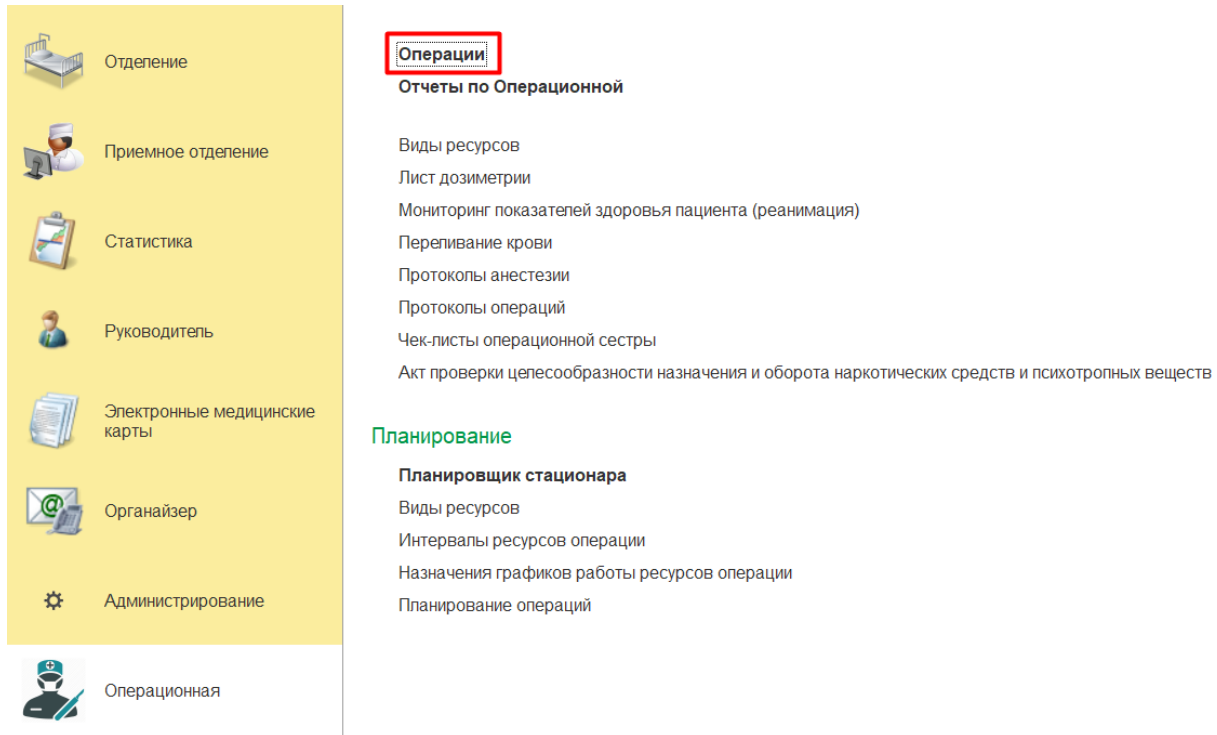 Отделение
Приемное отделение
Статистика
Руководитель
Электронные медицинские
карты
Органайзер
Администрирование
Операционная
Операции
Отчеты по Операционной
Виды ресурсов
Лист дозиметрии
Мониторинг показателей здоровья пациента (реанимация)
Переливание крови
Протоколы анестезии
Протоколы операций
Чек-листы операционной сестры
Акт проверки целесообразности назначения и оборота наркотических средств и психотропных веществ
Планирование
Планировщик стационара
Виды ресурсов
Интервалы ресурсов операции
Назначения графиков работы ресурсов операции
Планирование операций